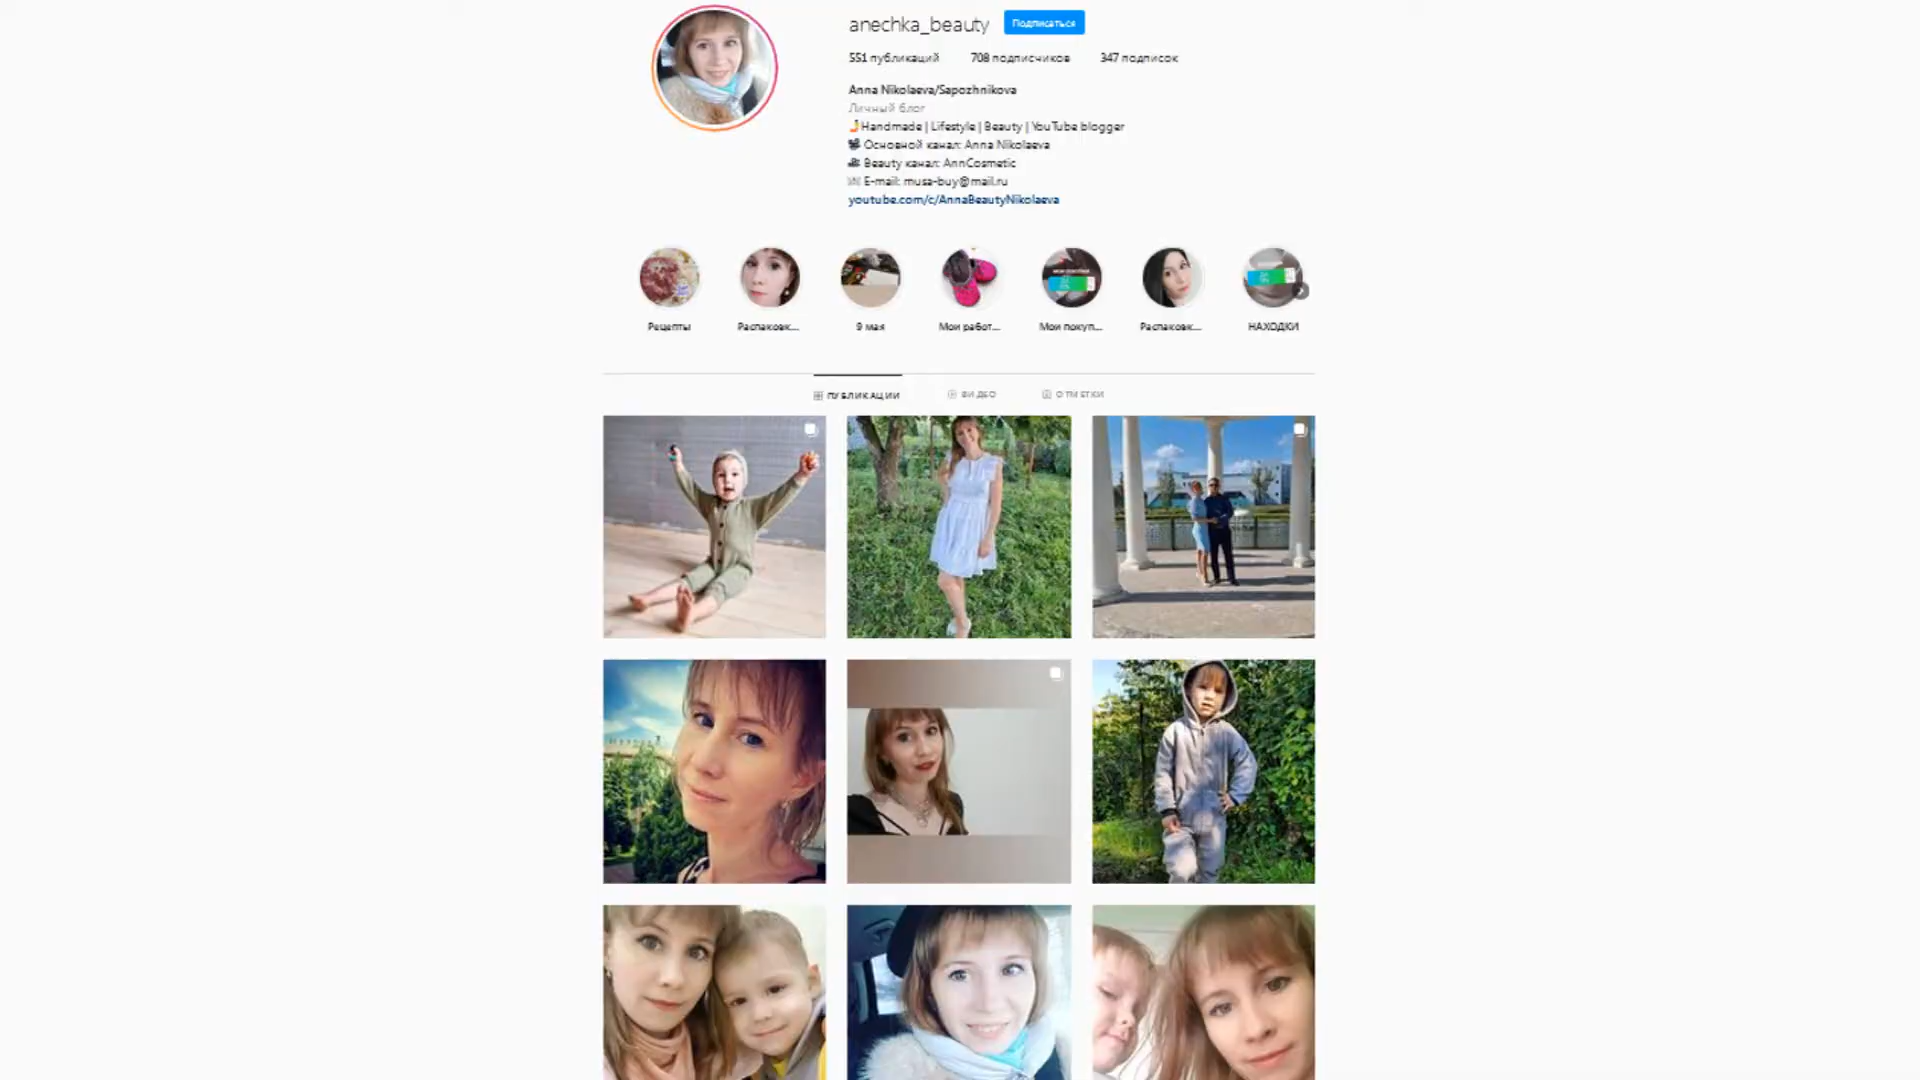 anechka_beauty Подписаться
551 публикаций 708 подписчиков 347 подписок
Anna Nikolaeva/Sapozhnikova
Личный блог
Handmade | Lifestyle | Beauty | YouTube blogger
Основной канал: Anna Nikolaeva
Beauty канал: AnnCosmetic
E-mail: musa-buy@mail.ru
youtube.com/c/AnnaBeautyNikolaeva
Рецепты Распаковк... 9 мая Мои работ... Мои покуп... Распаковк... НАХОДКИ
ПУБЛИКАЦИИ ВИДЕО ОТМЕТКИ